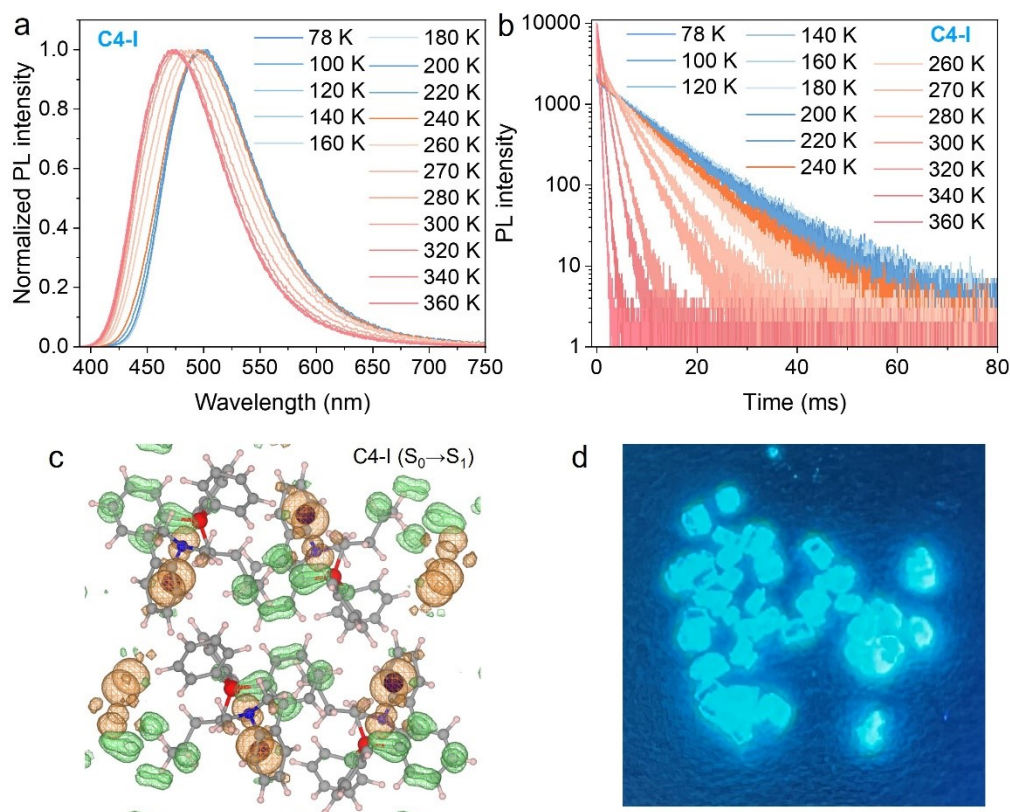 a
C4-I
78 K
100 K
120 K
140 K
160 K
180 K
200 K
220 K
240 K
260 K
270 K
280 K
300 K
320 K
340 K
360 K
Normalized PL intensity
1.0
0.8
0.6
0.4
0.2
0.0
400 450 500 550 600 650 700 750
Wavelength (nm)
b
C4-I
78 K
100 K
120 K
140 K
160 K
180 K
200 K
220 K
240 K
260 K
270 K
280 K
300 K
320 K
340 K
360 K
PL intensity
10000
1000
100
10
1
0 20 40 60 80
Time (ms)
c
C4-I (S₀→S₁)
d